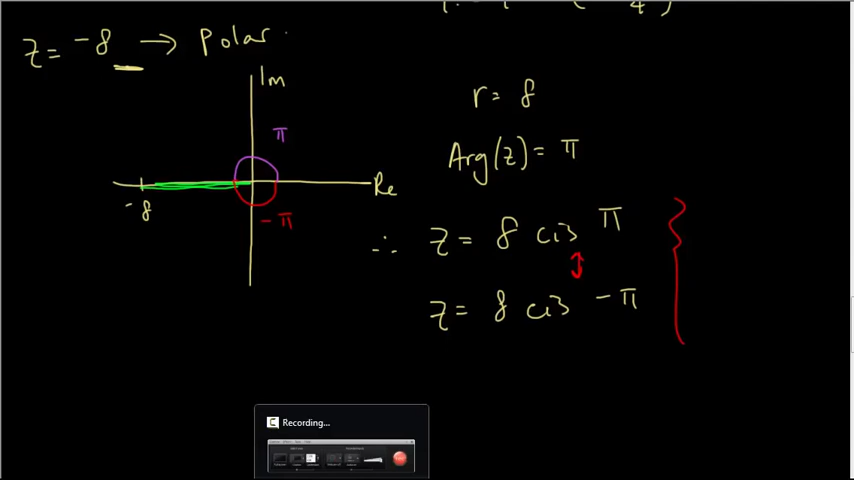 z = -8 → Polar
Im
π
Re
-8
-π
r = 8
Arg(z) = π
∴ z = 8 cis π
z = 8 cis -π
Recording...